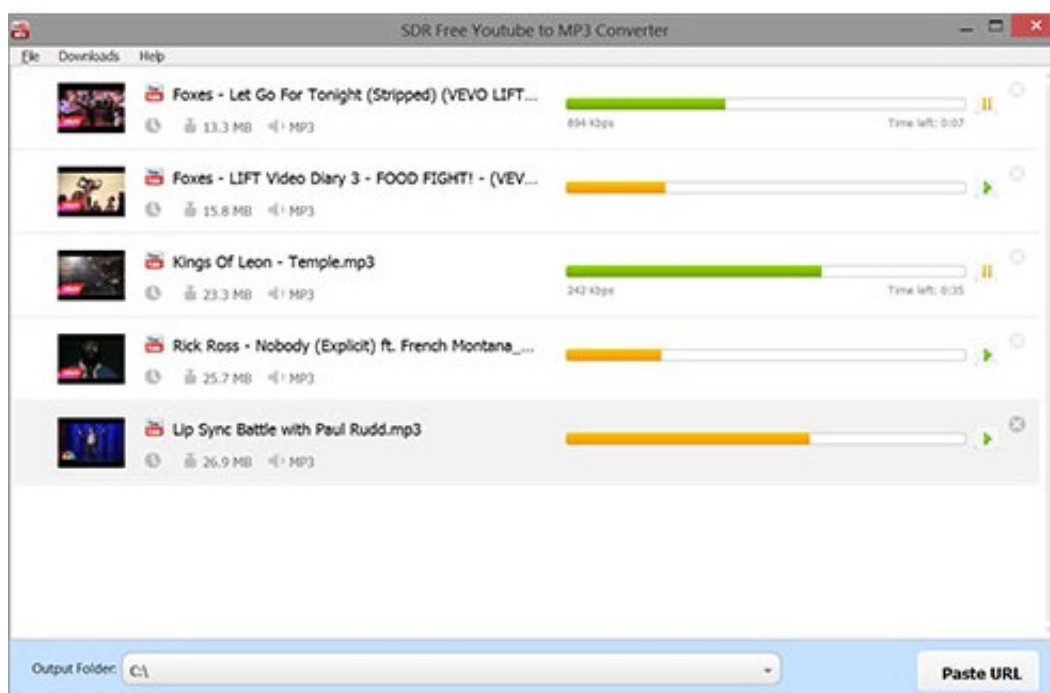 SDR Free Youtube to MP3 Converter
File Downloads Help
Foxes - Let Go For Tonight (Stripped) (VEVO LIFT...
13.3 MB MP3
894 Kbps Time left: 0:07
Foxes - LIFT Video Diary 3 - FOOD FIGHT! - (VEV...
15.8 MB MP3
Kings Of Leon - Temple.mp3
23.3 MB MP3
242 Kbps Time left: 0:35
Rick Ross - Nobody (Explicit) ft. French Montana_...
25.7 MB MP3
Lip Sync Battle with Paul Rudd.mp3
26.9 MB MP3
Output Folder: C:\ Paste URL